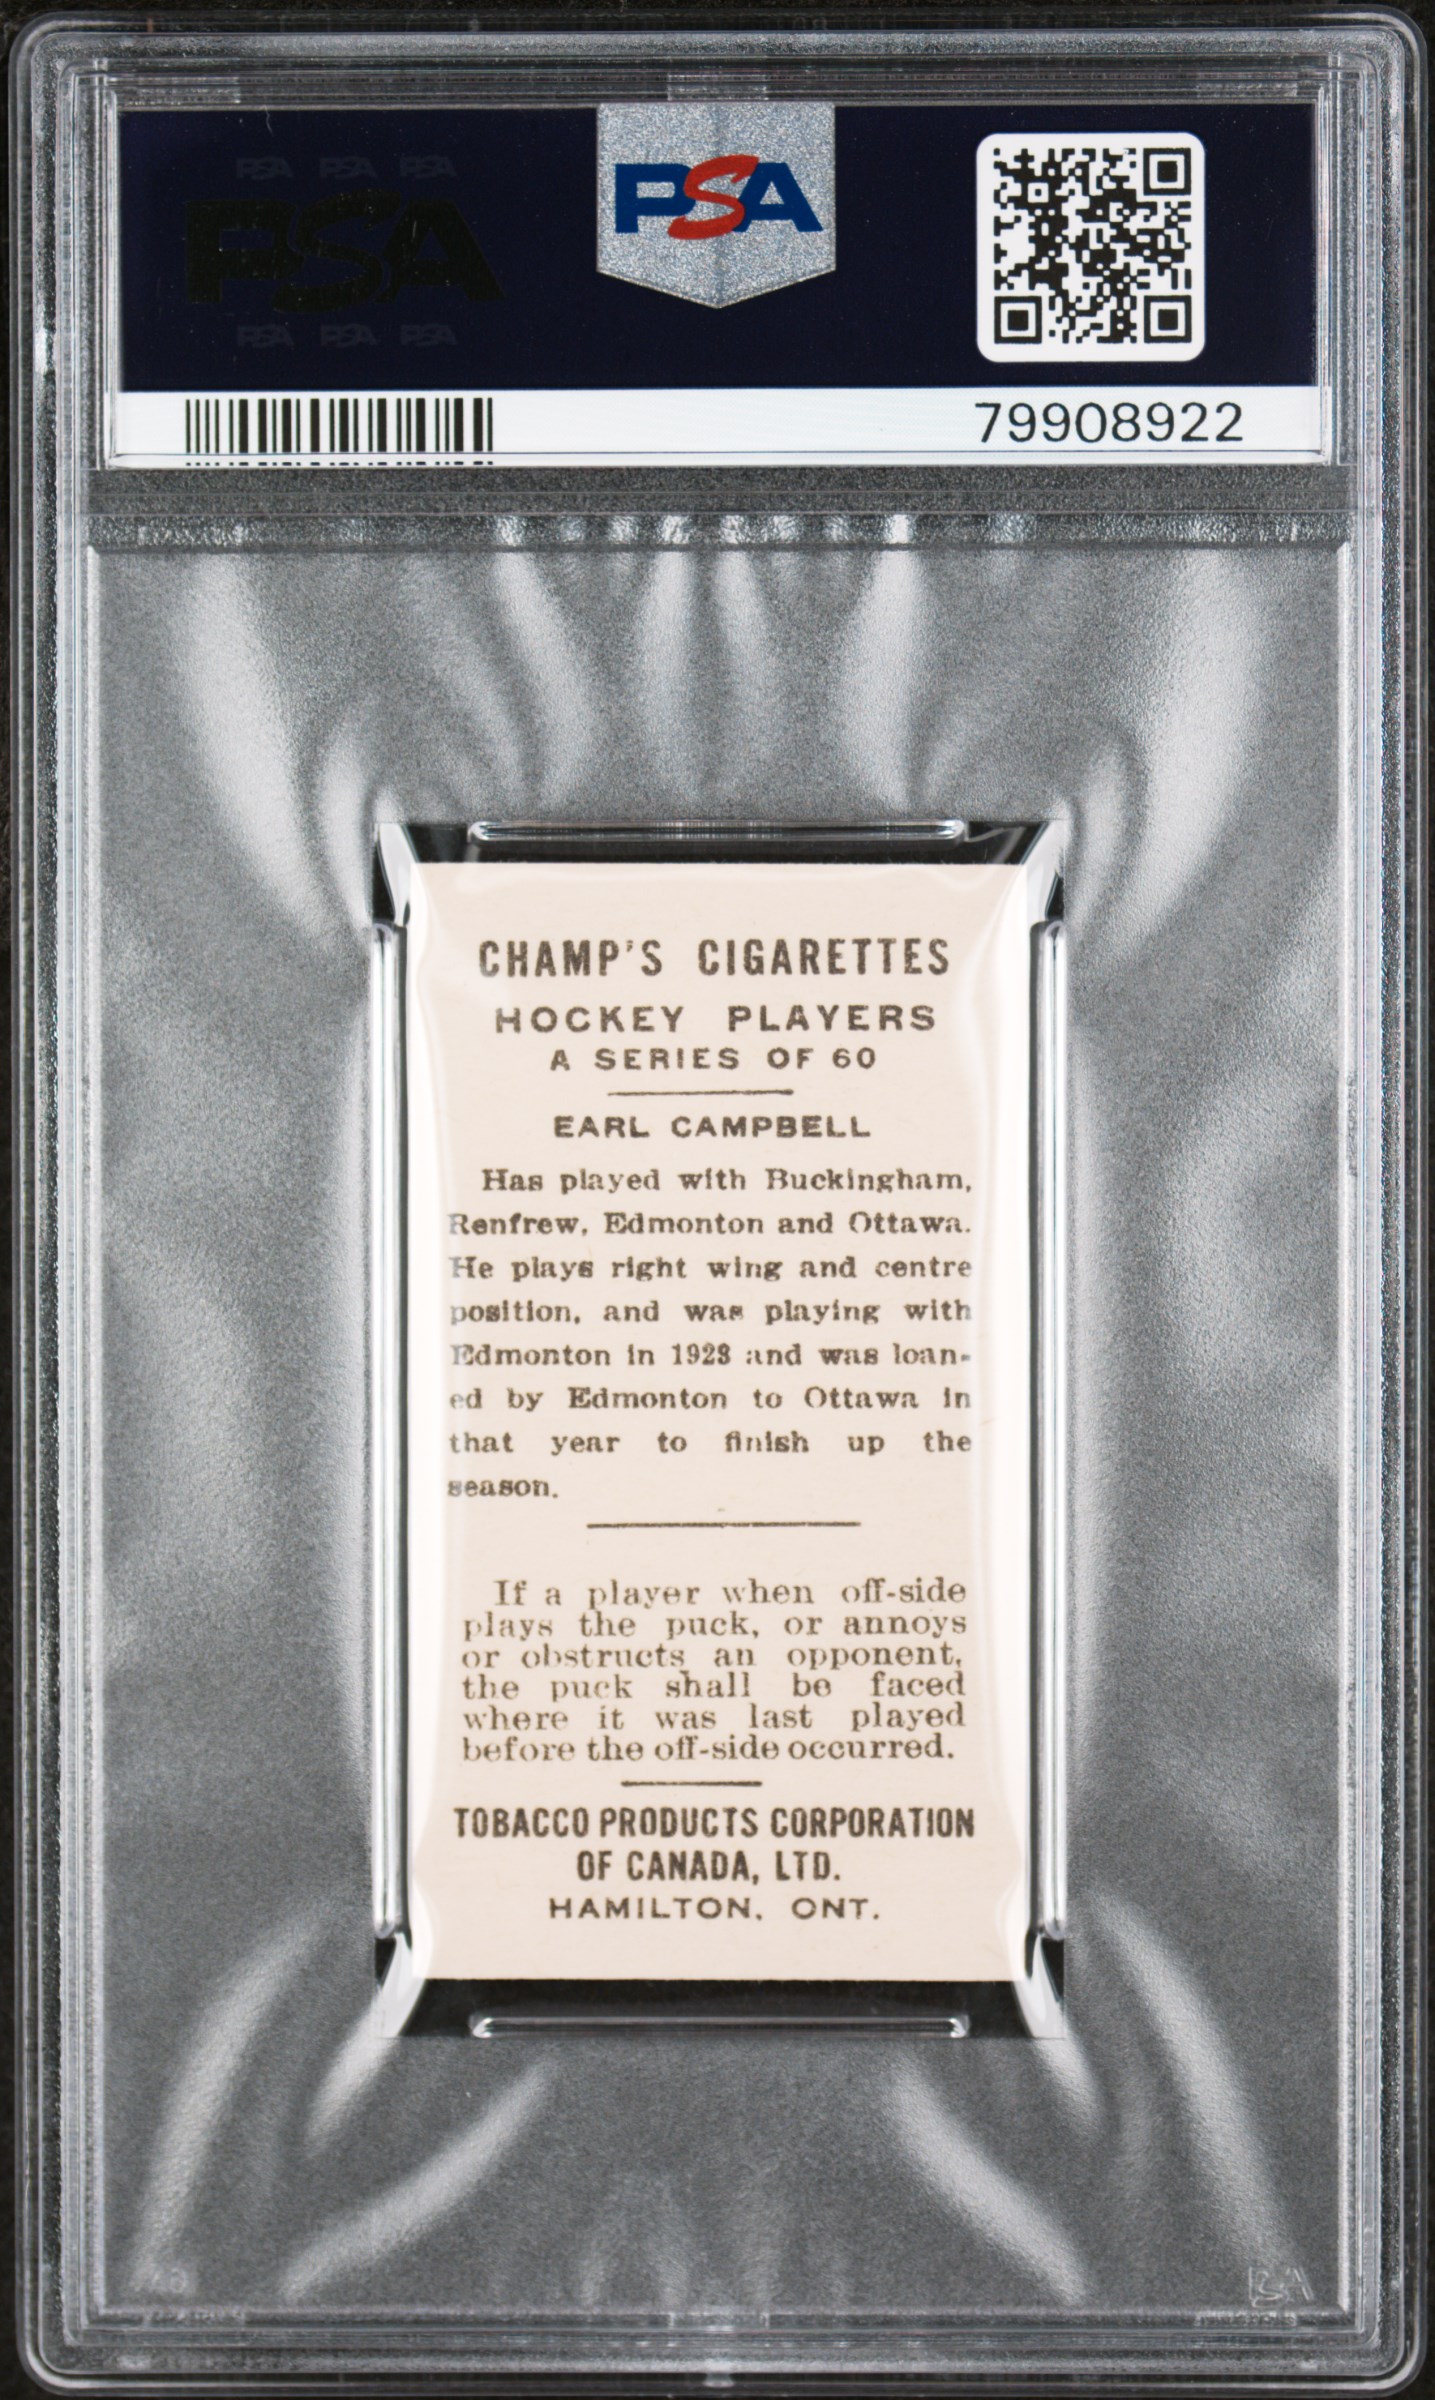 PSA PSA PSA
PSA
PSA PSA PSA
PSA
79908922
CHAMP'S CIGARETTES
HOCKEY PLAYERS
A SERIES OF 60
EARL CAMPBELL
Has played with Buckingham,
Renfrew, Edmonton and Ottawa.
He plays right wing and centre
position, and was playing with
Edmonton in 1923 and was loan-
ed by Edmonton to Ottawa in
that year to finish up the
season.
If a player when off-side
plays the puck, or annoys
or obstructs an opponent,
the puck shall be faced
where it was last played
before the off-side occurred.
TOBACCO PRODUCTS CORPORATION
OF CANADA, LTD.
HAMILTON, ONT.
PSA